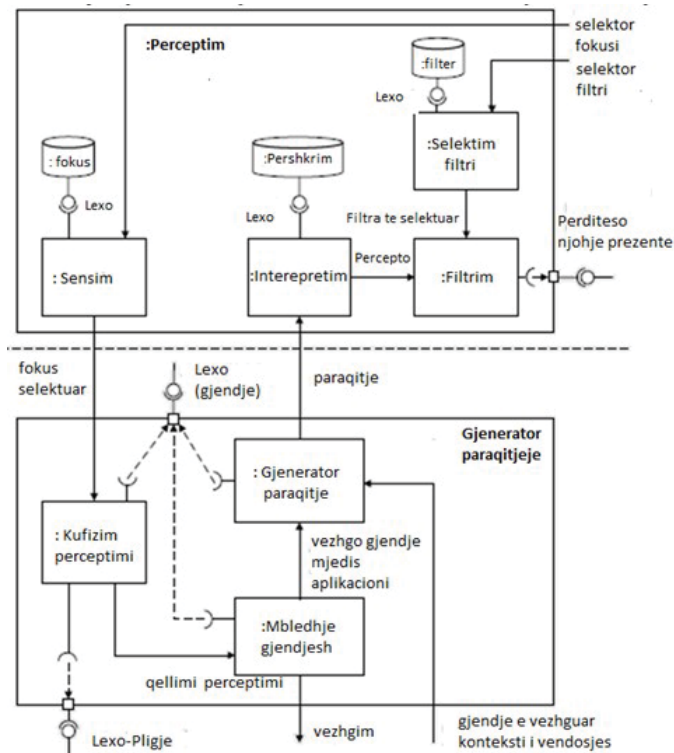 :Perceptim
selektor
fokusi
selektor
filtri
:filter
Lexo
:Selektim
filtri
: fokus
Lexo
:Pershkrim
Lexo
Filtra te selektuar
Perditeso
njohje prezente
: Sensim
:Interepretim
Percepto
:Filtrim
fokus
selektuar
Lexo
(gjendje)
paraqitje
Gjenerator
paraqitjeje
: Gjenerator
paraqitje
: Kufizim
perceptimi
vezhgo gjendje
mjedis
aplikacioni
:Mbledhje
gjendjesh
qellimi perceptimi
Lexo-Pligje
vezhgim
gjendje e vezhguar
konteksti i vendosjes